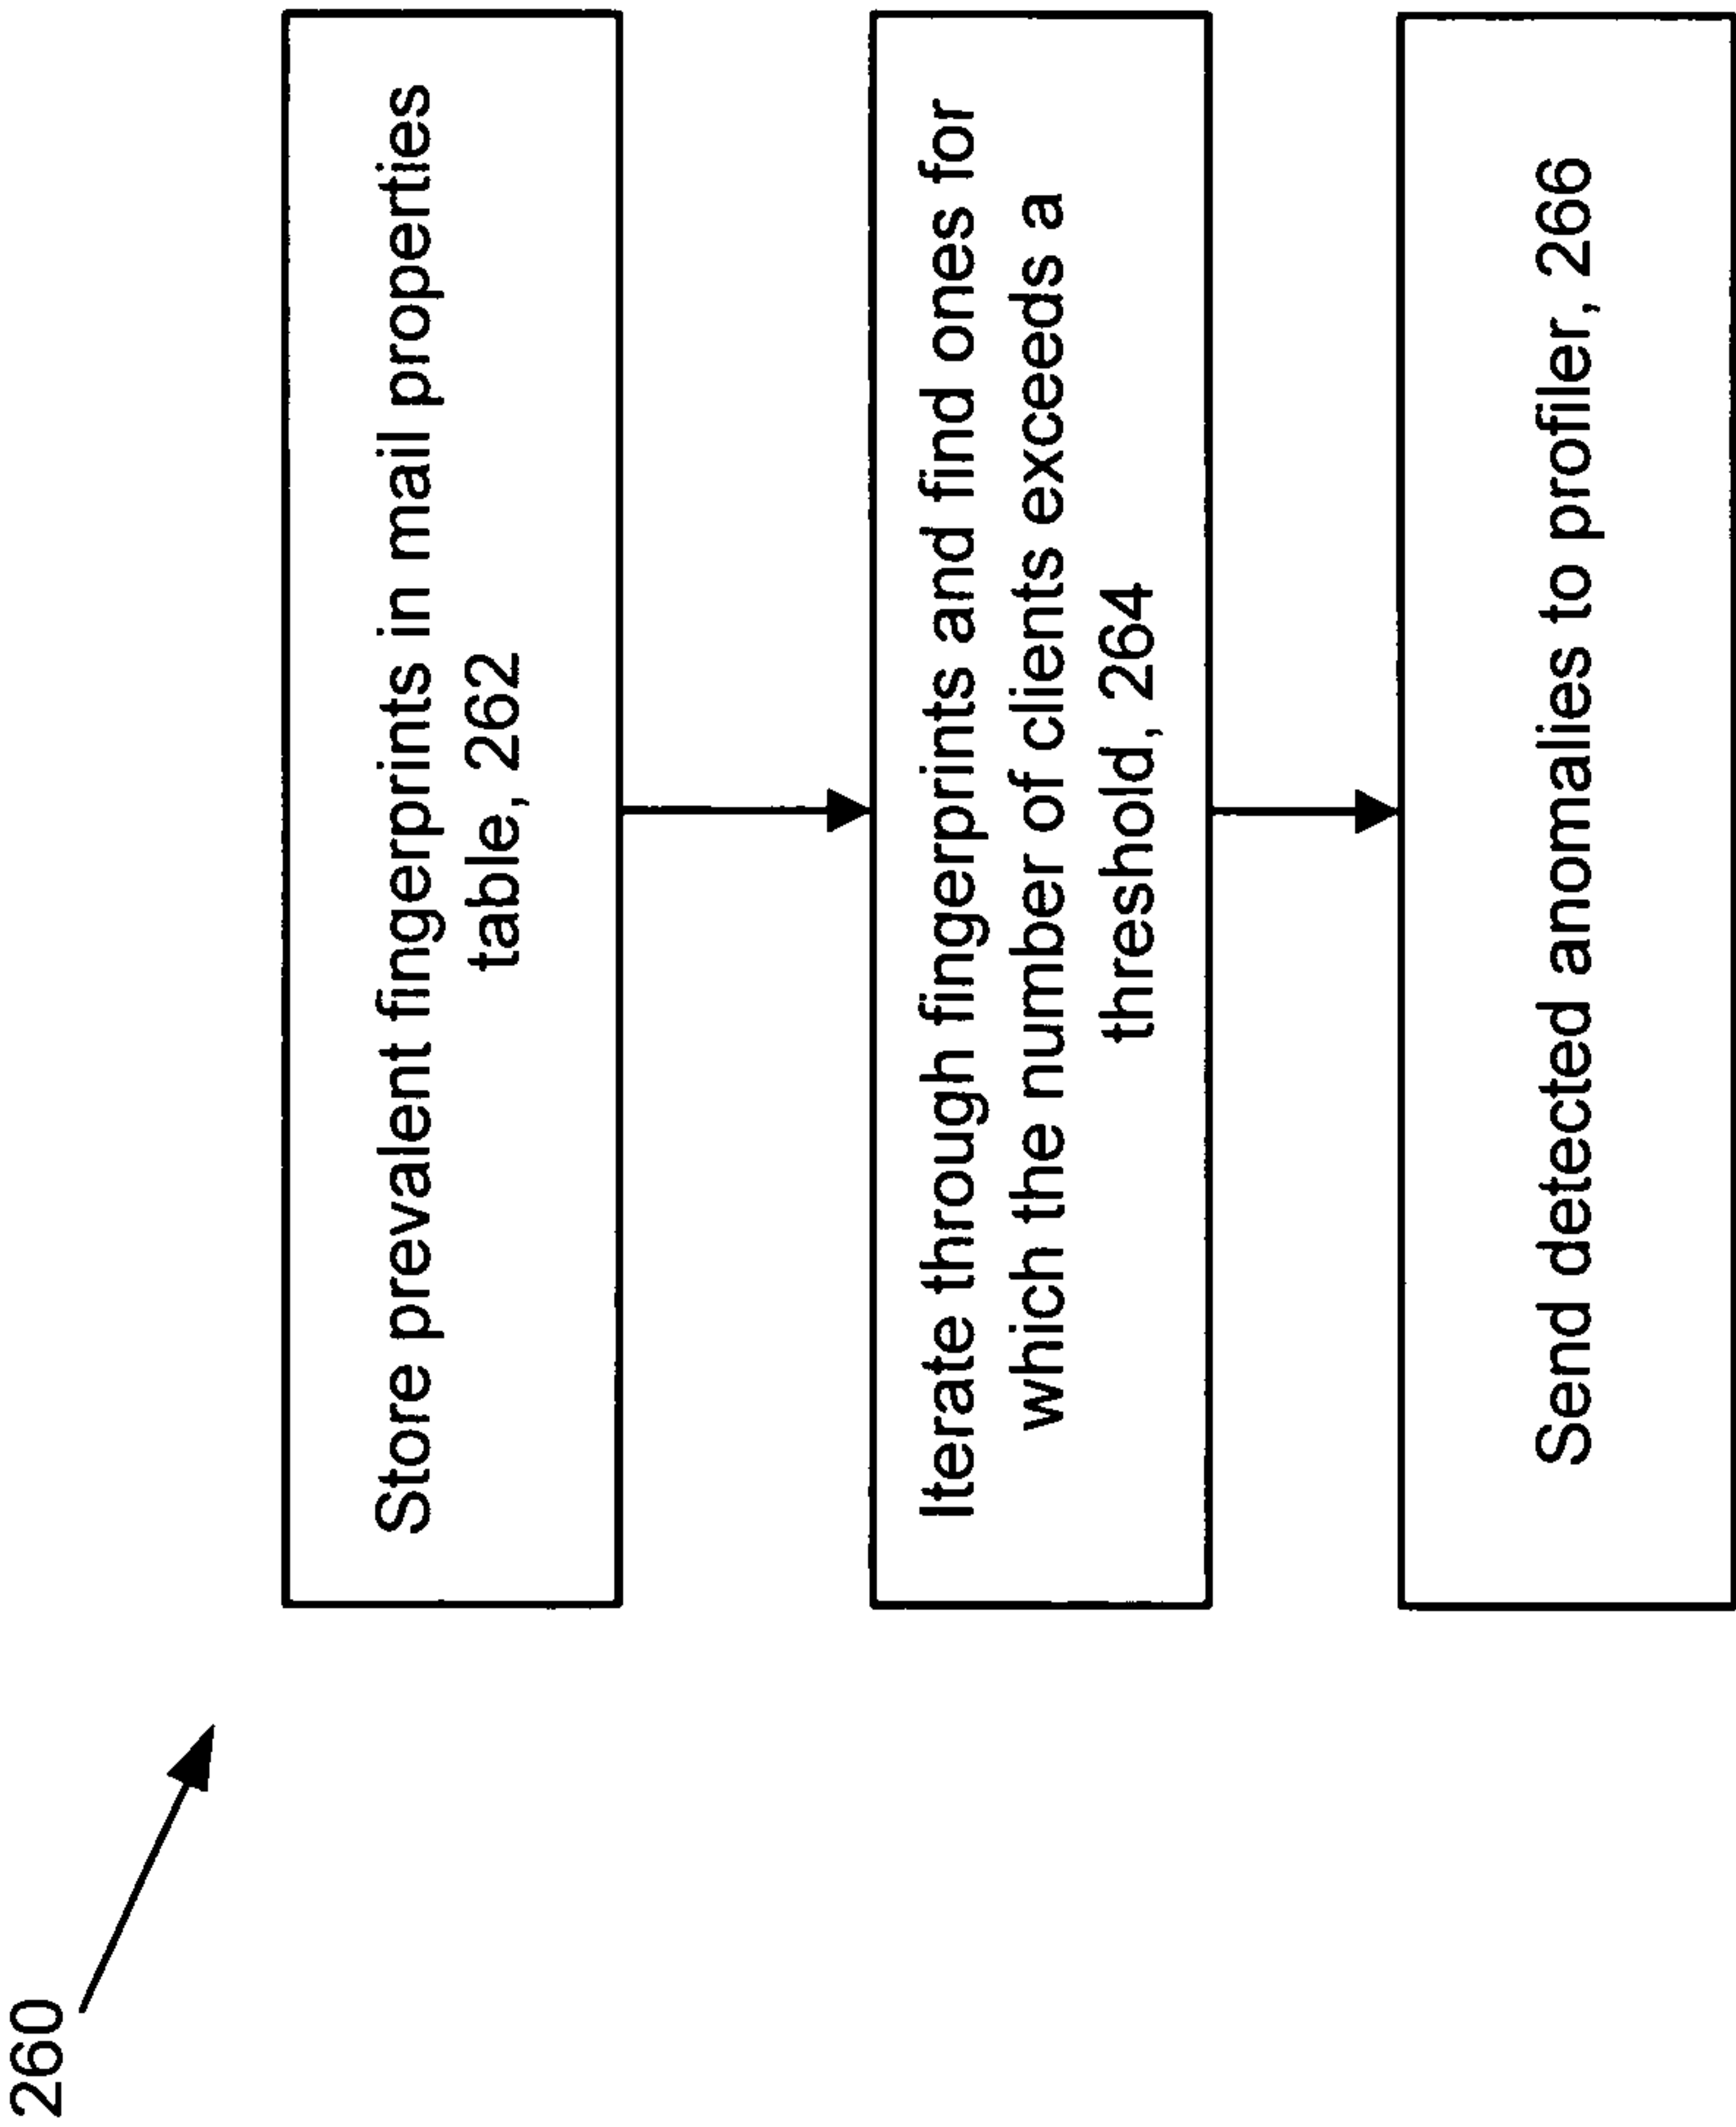 260
Store prevalent fingerprints in mail properties
table, 262
Iterate through fingerprints and find ones for
which the number of clients exceeds a
threshold, 264
Send detected anomalies to profiler, 266